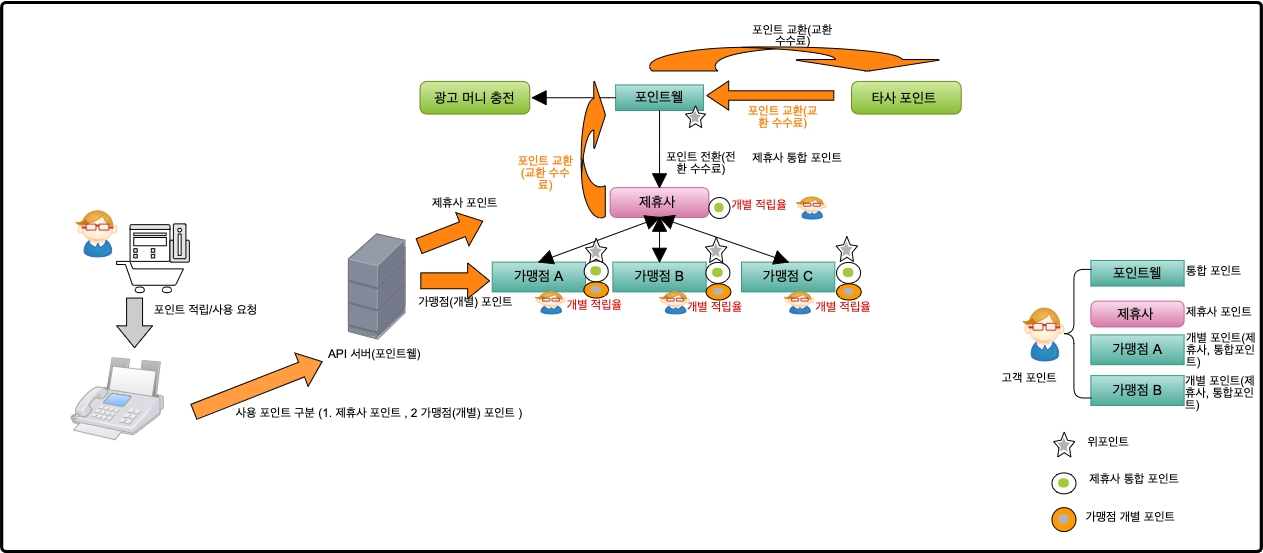 포인트 교환(교환
수수료)
광고 머니 충전
포인트웰
타사 포인트
포인트 교환(교
환 수수료)
포인트 교환
(교환 수수
료)
포인트 전환(전
환 수수료)
제휴사 통합 포인트
제휴사
개별 적립율
제휴사 포인트
가맹점 A
가맹점 B
가맹점 C
가맹점(개별) 포인트
개별 적립율
개별 적립율
개별 적립율
포인트 적립/사용 요청
API 서버(포인트웰)
사용 포인트 구분 (1. 제휴사 포인트 , 2 가맹점(개별) 포인트 )
고객 포인트
포인트웰
통합 포인트
제휴사
제휴사 포인트
가맹점 A
개별 포인트(제
휴사, 통합포인
트)
가맹점 B
개별 포인트(제
휴사, 통합포인
트)
위포인트
제휴사 통합 포인트
가맹점 개별 포인트